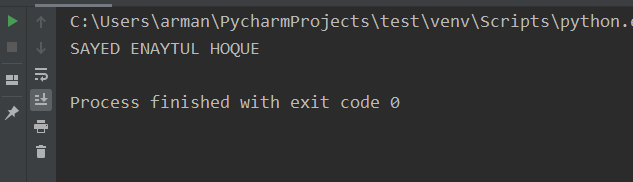 C:\Users\arman\PycharmProjects\test\venv\Scripts\python.e
SAYED ENAYTUL HOQUE
Process finished with exit code 0